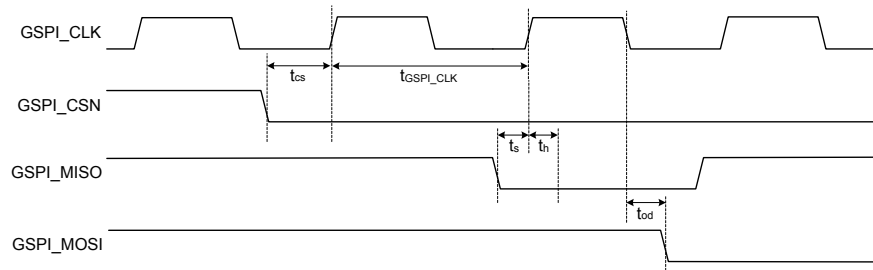 GSPI_CLK
tcs
tGSPI_CLK
GSPI_CSN
ts
th
GSPI_MISO
tod
GSPI_MOSI